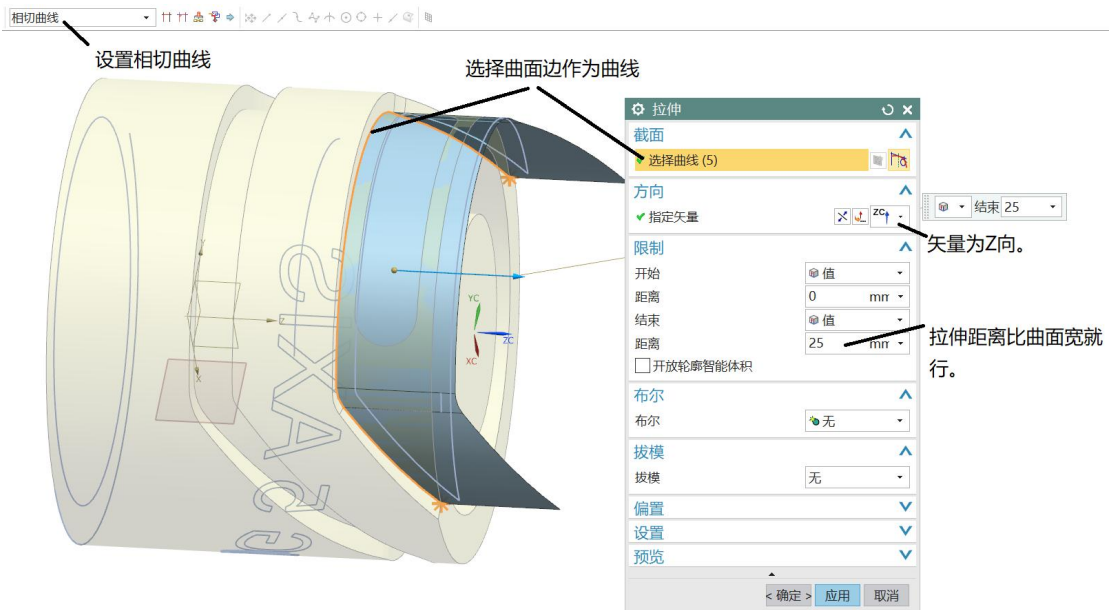 相切曲线
设置相切曲线
选择曲面边作为曲线
拉伸
截面
选择曲线 (5)
方向
指定矢量
ZC
结束 25
矢量为Z向。
限制
开始
值
距离
0 mm
结束
值
距离
25 mm
拉伸距离比曲面宽就
行。
开放轮廓智能体积
布尔
布尔
无
拔模
拔模
无
偏置
设置
预览
< 确定 >
应用
取消
YC
ZC
XC
Y
Z
X